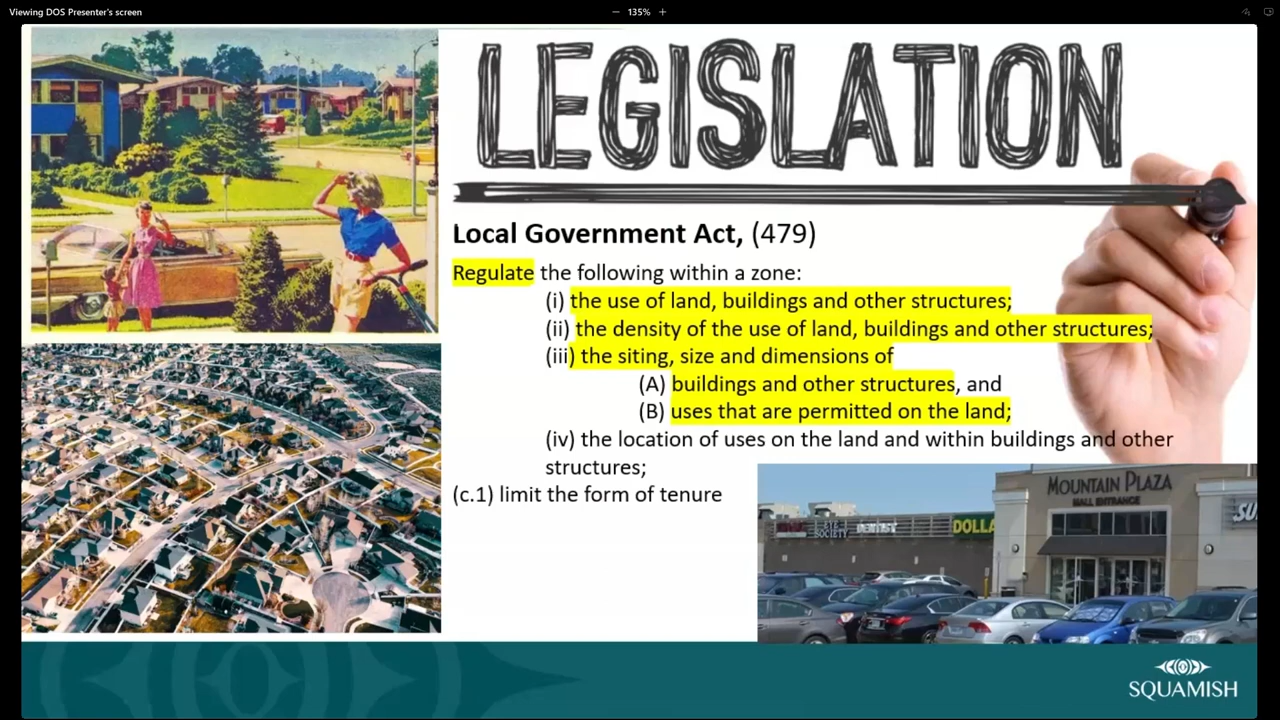 Viewing DOS Presenter's screen
135%
LEGISLATION
Local Government Act, (479)
Regulate the following within a zone:
(i) the use of land, buildings and other structures;
(ii) the density of the use of land, buildings and other structures;
(iii) the siting, size and dimensions of
(A) buildings and other structures, and
(B) uses that are permitted on the land;
(iv) the location of uses on the land and within buildings and other
structures;
(c.1) limit the form of tenure
MOUNTAIN PLAZA
MALL ENTRANCE
SOCIETY
DENTIST
DOLLA
SU
SQUAMISH